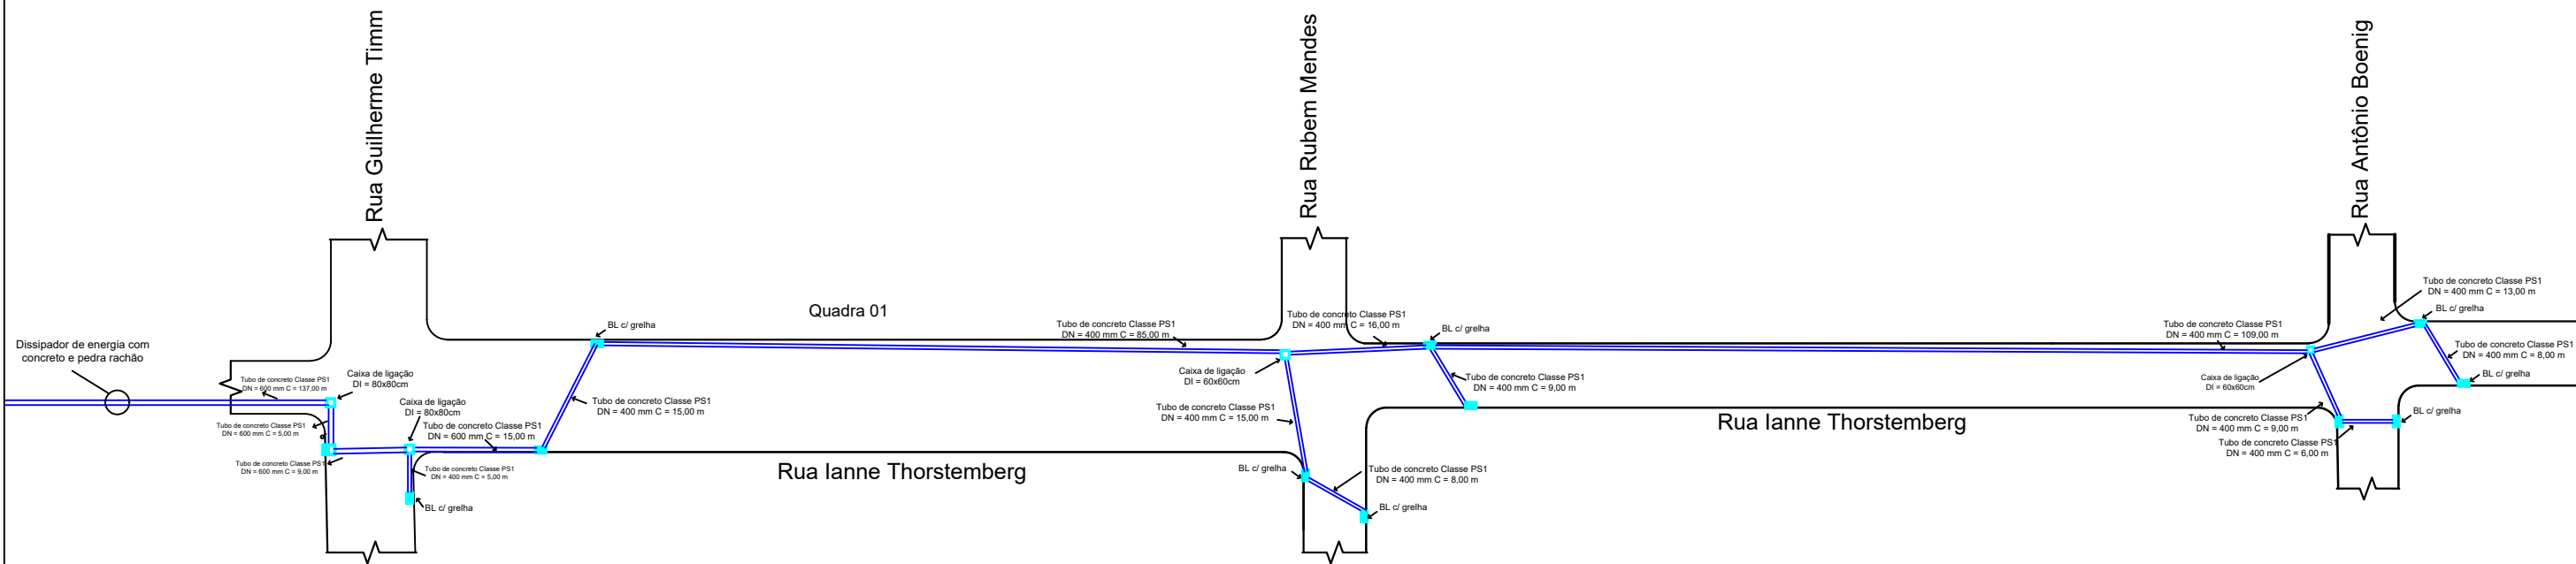 Rua Guilherme Timm
Rua Rubem Mendes
Rua Antônio Boenig
Quadra 01
Dissipador de energia com
concreto e pedra rachão
Tubo de concreto Classe PS1
DN = 600 mm C = 137,00 m
Caixa de ligação
DI = 80x80cm
Tubo de concreto Classe PS1
DN = 600 mm C = 5,00 m
Tubo de concreto Classe PS1
DN = 600 mm C = 9,00 m
Caixa de ligação
DI = 80x80cm
Tubo de concreto Classe PS1
DN = 600 mm C = 15,00 m
Tubo de concreto Classe PS1
DN = 400 mm C = 5,00 m
BL c/ grelha
BL c/ grelha
Tubo de concreto Classe PS1
DN = 400 mm C = 15,00 m
Rua Ianne Thorstemberg
Tubo de concreto Classe PS1
DN = 400 mm C = 85,00 m
Caixa de ligação
DI = 60x60cm
Tubo de concreto Classe PS1
DN = 400 mm C = 15,00 m
BL c/ grelha
Tubo de concreto Classe PS1
DN = 400 mm C = 8,00 m
BL c/ grelha
Tubo de concreto Classe PS1
DN = 400 mm C = 16,00 m
BL c/ grelha
Tubo de concreto Classe PS1
DN = 400 mm C = 9,00 m
Rua Ianne Thorstemberg
Tubo de concreto Classe PS1
DN = 400 mm C = 109,00 m
Caixa de ligação
DI = 60x60cm
Tubo de concreto Classe PS1
DN = 400 mm C = 9,00 m
Tubo de concreto Classe PS1
DN = 400 mm C = 6,00 m
BL c/ grelha
Tubo de concreto Classe PS1
DN = 400 mm C = 13,00 m
BL c/ grelha
Tubo de concreto Classe PS1
DN = 400 mm C = 8,00 m
BL c/ grelha